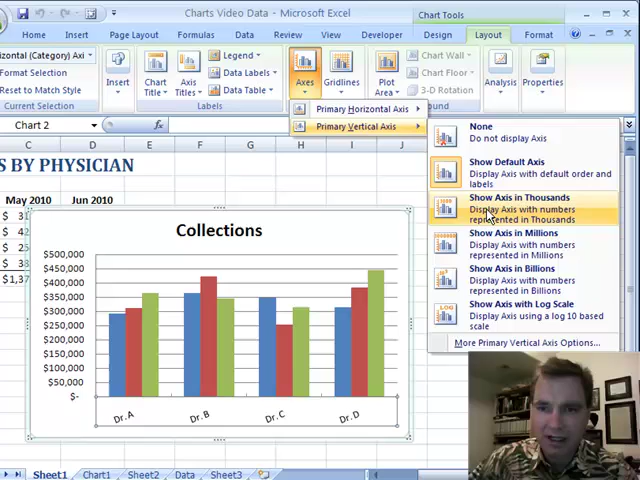 Charts Video Data - Microsoft Excel
Chart Tools
Home
Insert
Page Layout
Formulas
Data
Review
View
Developer
Design
Layout
Format
izontal (Category) Axi
Format Selection
Reset to Match Style
Current Selection
Insert
Chart Title
Axis Titles
Legend
Data Labels
Data Table
Labels
Axes
Gridlines
Plot Area
Chart Wall
Chart Floor
3-D Rotation
Analysis
Properties
Primary Horizontal Axis
Primary Vertical Axis
Chart 2
fx
None
Do not display Axis
Show Default Axis
Display Axis with default order and
labels
Show Axis in Thousands
Display Axis with numbers
represented in Thousands
Show Axis in Millions
Display Axis with numbers
represented in Millions
Show Axis in Billions
Display Axis with numbers
represented in Billions
Show Axis with Log Scale
Display Axis using a log 10 based
scale
More Primary Vertical Axis Options...
C D E F G H I J
S BY PHYSICIAN
May 2010 Jun 2010
Collections
$500,000
$450,000
$400,000
$350,000
$300,000
$250,000
$200,000
$150,000
$100,000
$50,000
$-
Dr. A
Dr. B
Dr. C
Dr. D
Sheet1
Chart1
Sheet2
Data
Sheet3